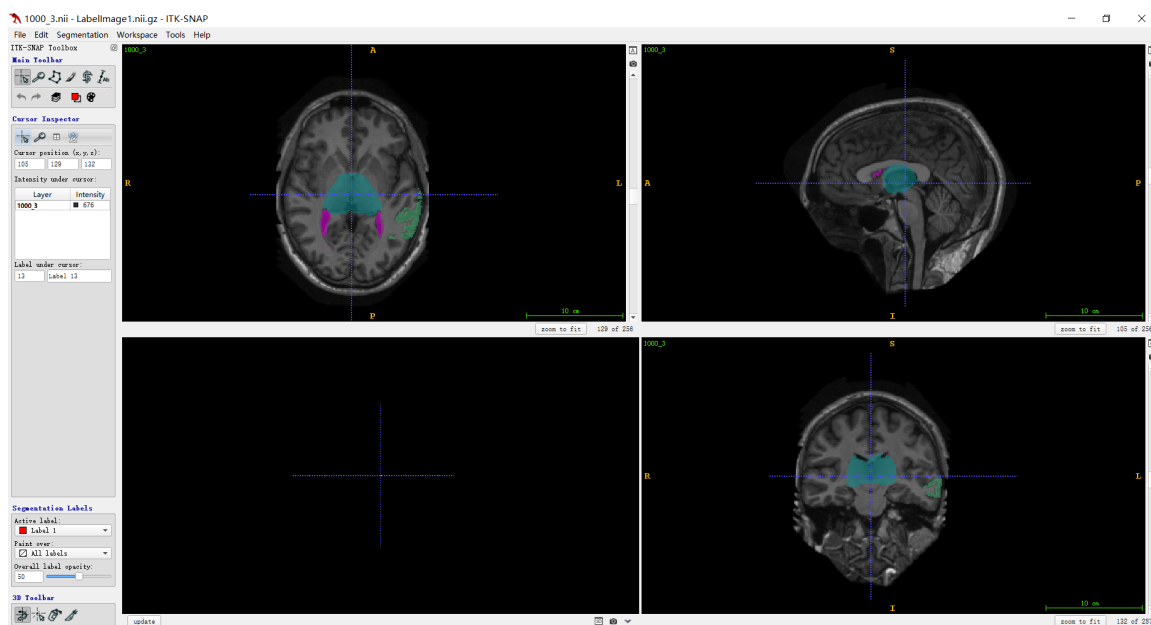 1000_3.nii - LabelImage1.nii.gz - ITK-SNAP
File Edit Segmentation Workspace Tools Help
ITK-SNAP Toolbox
Main Toolbar
Cursor Inspector
Cursor position (x,y,z):
105 129 132
Intensity under cursor:
Layer Intensity
1000_3 676
Label under cursor:
13 Label 13
Segmentation Labels
Active label:
Label 1
Paint over:
All labels
Overall label opacity:
50
3D Toolbar
1000_3
A
R
L
P
10 cm
zoom to fit 129 of 256
1000_3
S
A
P
I
10 cm
zoom to fit 105 of 256
update
1000_3
S
R
L
I
10 cm
zoom to fit 132 of 287